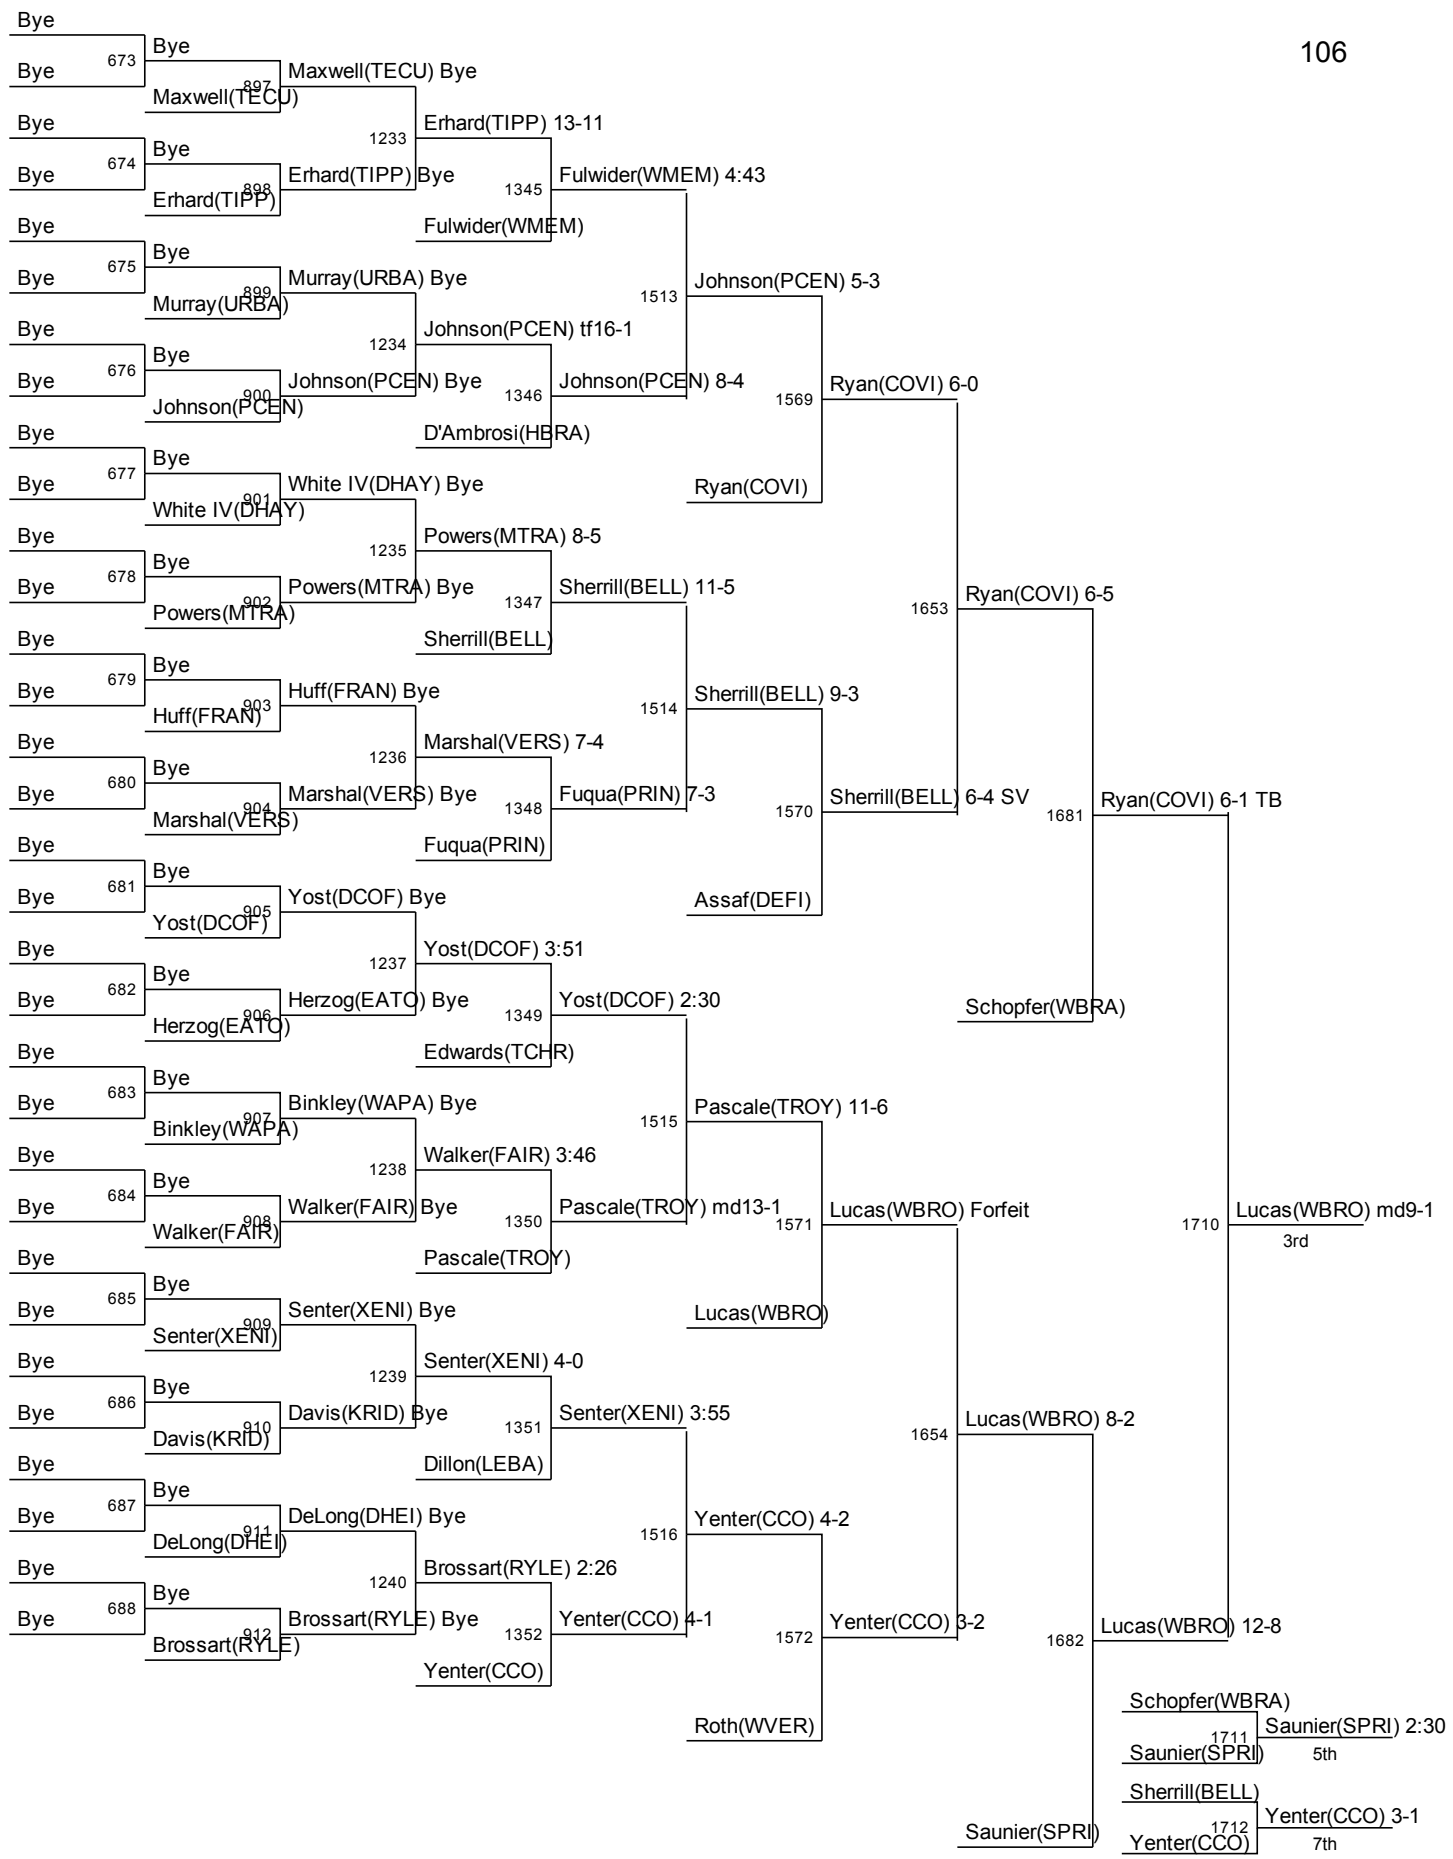 106
Bye
673
Bye
Bye
897
Maxwell(TECU)
Maxwell(TECU) Bye
1233
Erhard(TIPP) 13-11
Bye
674
Bye
Bye
898
Erhard(TIPP)
Erhard(TIPP) Bye
1345
Fulwider(WMEM) 4:43
Fulwider(WMEM)
Bye
675
Bye
Bye
899
Murray(URBA)
Murray(URBA) Bye
1513
Johnson(PCEN) 5-3
1234
Johnson(PCEN) tf16-1
Bye
676
Bye
Bye
900
Johnson(PCEN)
Johnson(PCEN) Bye
1346
Johnson(PCEN) 8-4
D'Ambrosi(HBRA)
1569
Ryan(COVI) 6-0
Ryan(COVI)
Bye
677
Bye
Bye
901
White IV(DHAY)
White IV(DHAY) Bye
1235
Powers(MTRA) 8-5
Bye
678
Bye
Bye
902
Powers(MTRA)
Powers(MTRA) Bye
1347
Sherrill(BELL) 11-5
Sherrill(BELL)
1653
Ryan(COVI) 6-5
Bye
679
Bye
Bye
903
Huff(FRAN)
Huff(FRAN) Bye
1514
Sherrill(BELL) 9-3
1236
Marshal(VERS) 7-4
Bye
680
Bye
Bye
904
Marshal(VERS)
Marshal(VERS) Bye
1348
Fuqua(PRIN) 7-3
Fuqua(PRIN)
1570
Sherrill(BELL) 6-4 SV
Assaf(DEFI)
1681
Ryan(COVI) 6-1 TB
Schopfer(WBRA)
Bye
681
Bye
Bye
905
Yost(DCOF)
Yost(DCOF) Bye
1237
Yost(DCOF) 3:51
Bye
682
Bye
Bye
906
Herzog(EATO)
Herzog(EATO) Bye
1349
Yost(DCOF) 2:30
Edwards(TCHR)
Bye
683
Bye
Bye
907
Binkley(WAPA)
Binkley(WAPA) Bye
1515
Pascale(TROY) 11-6
1238
Walker(FAIR) 3:46
Bye
684
Bye
Bye
908
Walker(FAIR)
Walker(FAIR) Bye
1350
Pascale(TROY) md13-1
Pascale(TROY)
1571
Lucas(WBRO) Forfeit
Lucas(WBRO)
1710
Lucas(WBRO) md9-1
3rd
Bye
685
Bye
Bye
909
Senter(XENI)
Senter(XENI) Bye
1239
Senter(XENI) 4-0
Bye
686
Bye
Bye
910
Davis(KRID)
Davis(KRID) Bye
1351
Senter(XENI) 3:55
Dillon(LEBA)
1654
Lucas(WBRO) 8-2
Bye
687
Bye
Bye
911
DeLong(DHEI)
DeLong(DHEI) Bye
1516
Yenter(CCO) 4-2
1240
Brossart(RYLE) 2:26
Bye
688
Bye
Bye
912
Brossart(RYLE)
Brossart(RYLE) Bye
1352
Yenter(CCO) 4-1
Yenter(CCO)
1572
Yenter(CCO) 3-2
Roth(WVER)
1682
Lucas(WBRO) 12-8
Saunier(SPRI)
Schopfer(WBRA)
1711
Saunier(SPRI) 2:30
Saunier(SPRI)
5th
Sherrill(BELL)
1712
Yenter(CCO) 3-1
Yenter(CCO)
7th